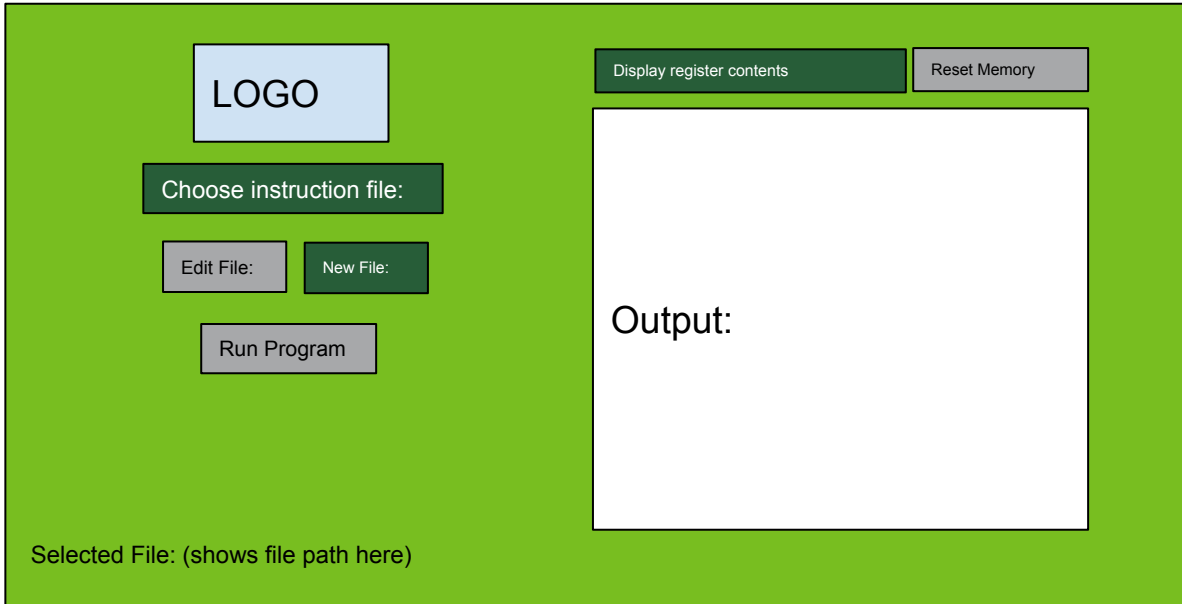 LOGO
Choose instruction file:
Edit File:
New File:
Run Program
Display register contents
Reset Memory
Output:
Selected File: (shows file path here)